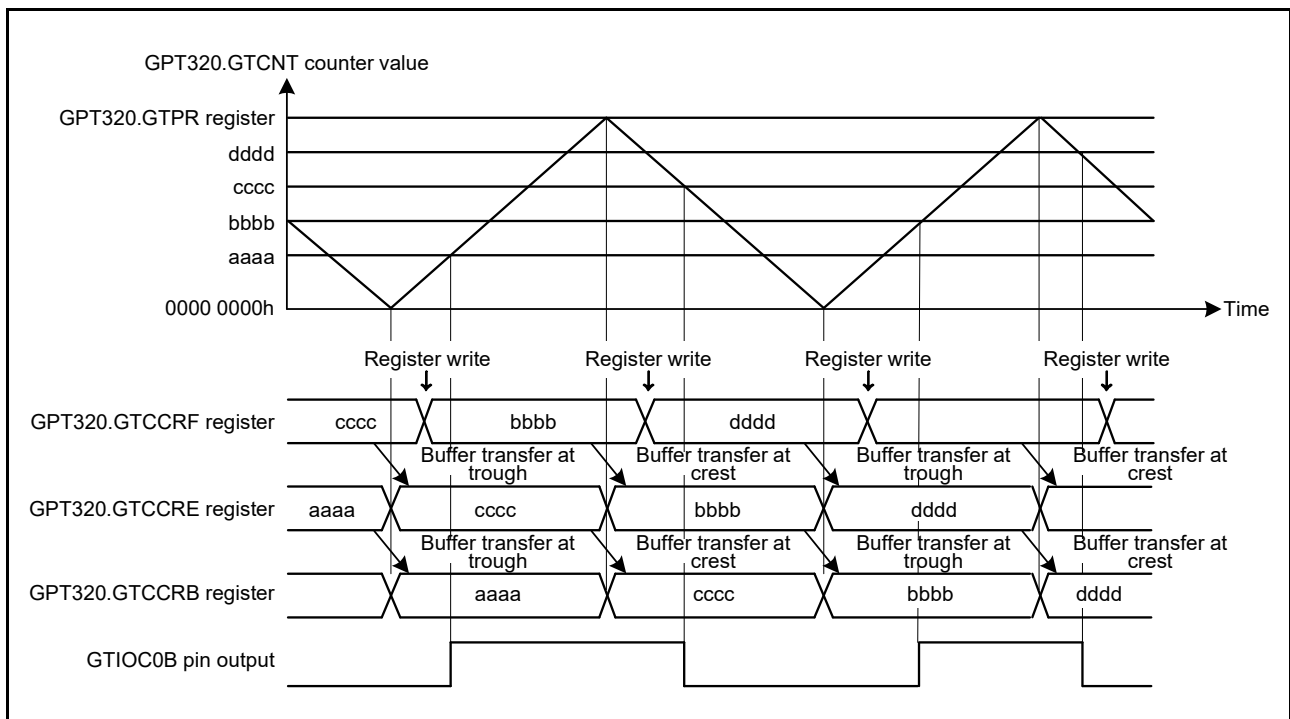 GPT320.GTCNT counter value
GPT320.GTPR register
dddd
cccc
bbbb
aaaa
0000 0000h
Time
Register write Register write Register write Register write
GPT320.GTCCRF register cccc bbbb dddd
Buffer transfer at Buffer transfer at Buffer transfer at Buffer transfer at
trough crest trough crest
GPT320.GTCCRE register aaaa cccc bbbb dddd
Buffer transfer at Buffer transfer at Buffer transfer at Buffer transfer at
trough crest trough crest
GPT320.GTCCRB register aaaa cccc bbbb dddd
GTIOC0B pin output